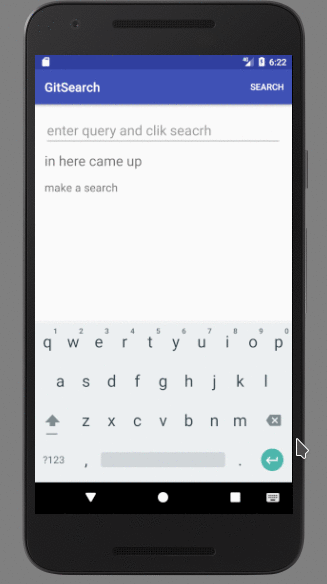 6:22
GitSearch SEARCH
enter query and clik seacrh
in here came up
make a search
1 2 3 4 5 6 7 8 9 0
q w e r t y u i o p
a s d f g h j k l
z x c v b n m
?123 , .